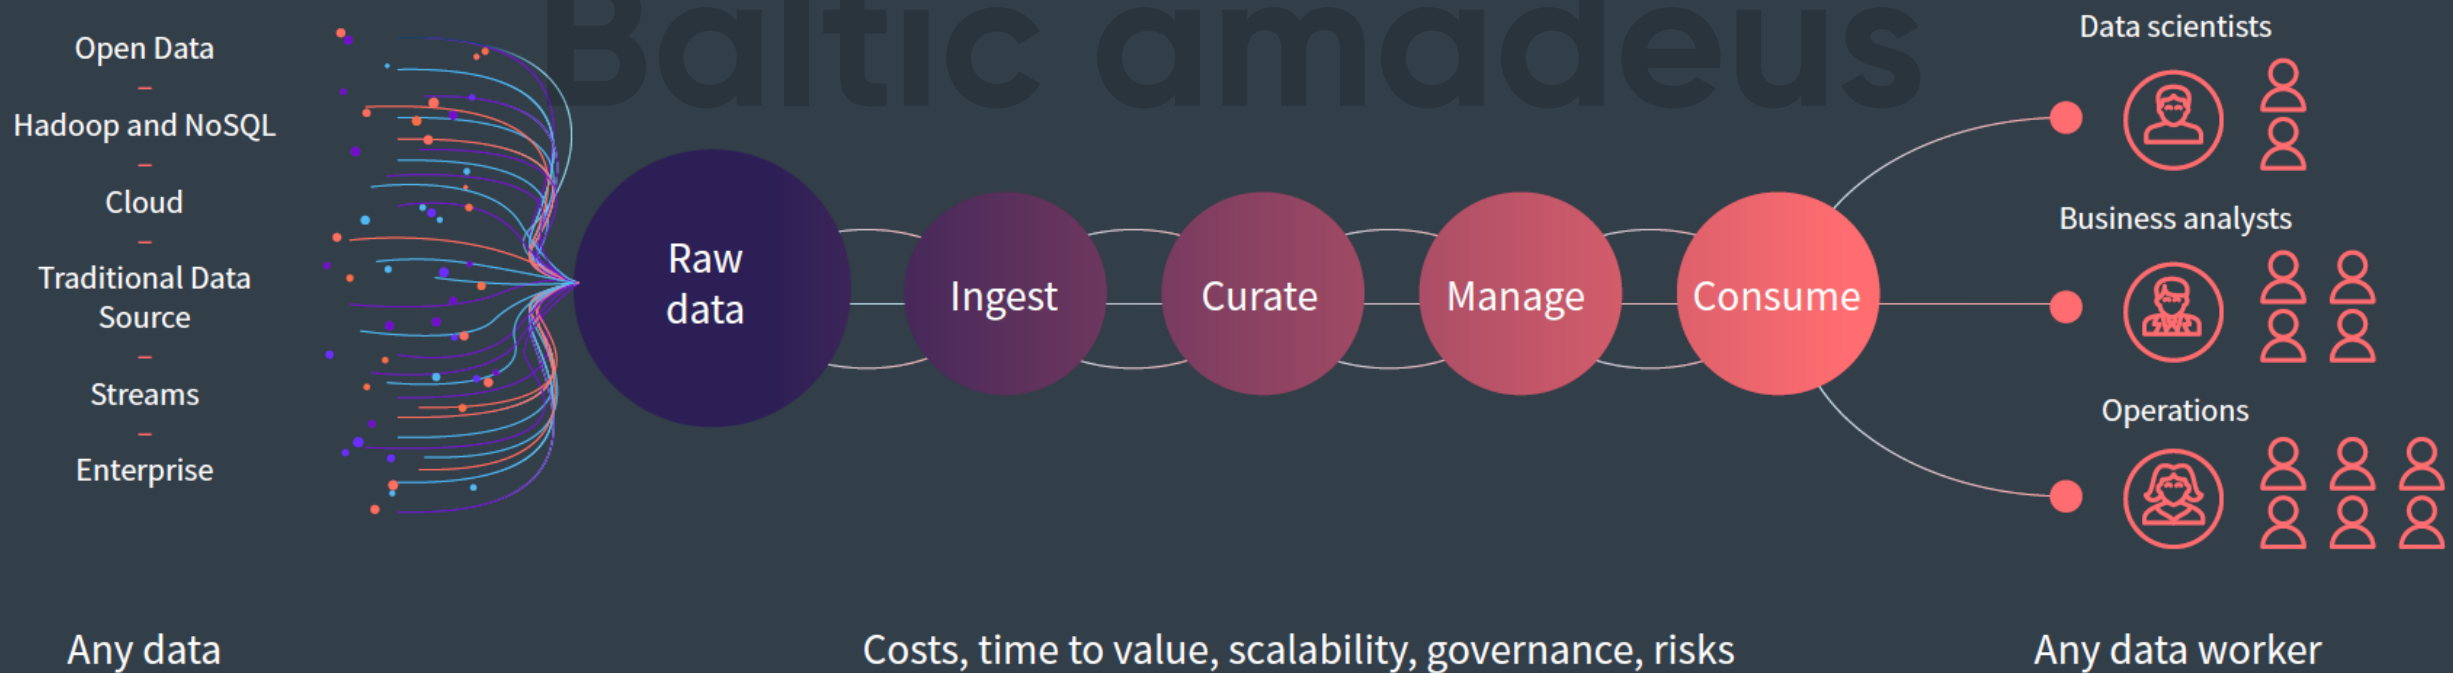 Baltic amadeus
Open Data
–
Hadoop and NoSQL
–
Cloud
–
Traditional Data
Source
–
Streams
–
Enterprise
Raw
data
Ingest
Curate
Manage
Consume
Data scientists
Business analysts
Operations
Any data
Costs, time to value, scalability, governance, risks
Any data worker